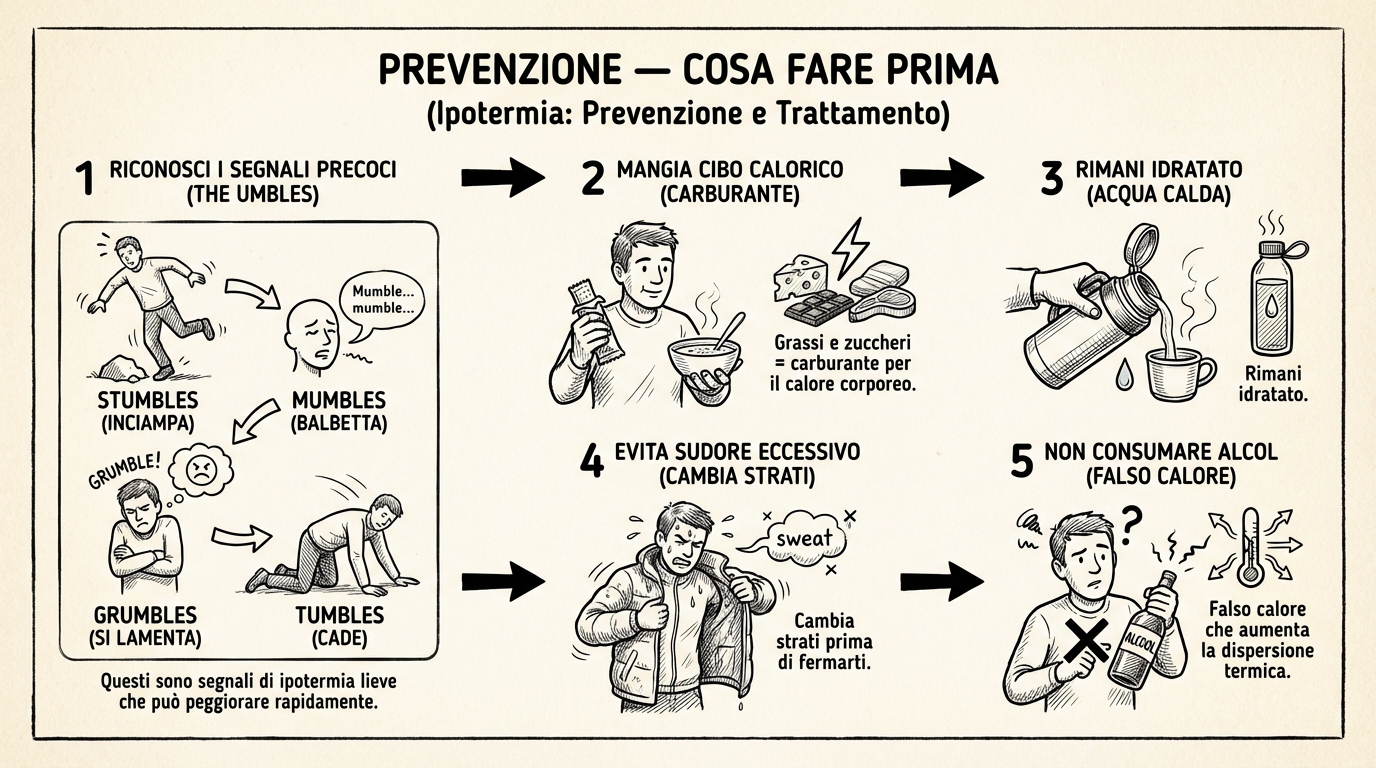 PREVENZIONE — COSA FARE PRIMA
(Ipotermia: Prevenzione e Trattamento)
1 RICONOSCI I SEGNALI PRECOCI
(THE UMBLES)
Mumble...
mumble...
STUMBLES
(INCIAMPA)
MUMBLES
(BALBETTA)
GRUMBLE!
GRUMBLES
(SI LAMENTA)
TUMBLES
(CADE)
Questi sono segnali di ipotermia lieve
che può peggiorare rapidamente.
2 MANGIA CIBO CALORICO
(CARBURANTE)
Grassi e zuccheri
= carburante per
il calore corporeo.
3 RIMANI IDRATATO
(ACQUA CALDA)
Rimani
idratato.
4 EVITA SUDORE ECCESSIVO
(CAMBIA STRATI)
sweat
Cambia
strati prima
di fermarti.
5 NON CONSUMARE ALCOL
(FALSO CALORE)
?
ALCOOL
Falso calore
che aumenta
la dispersione
termica.